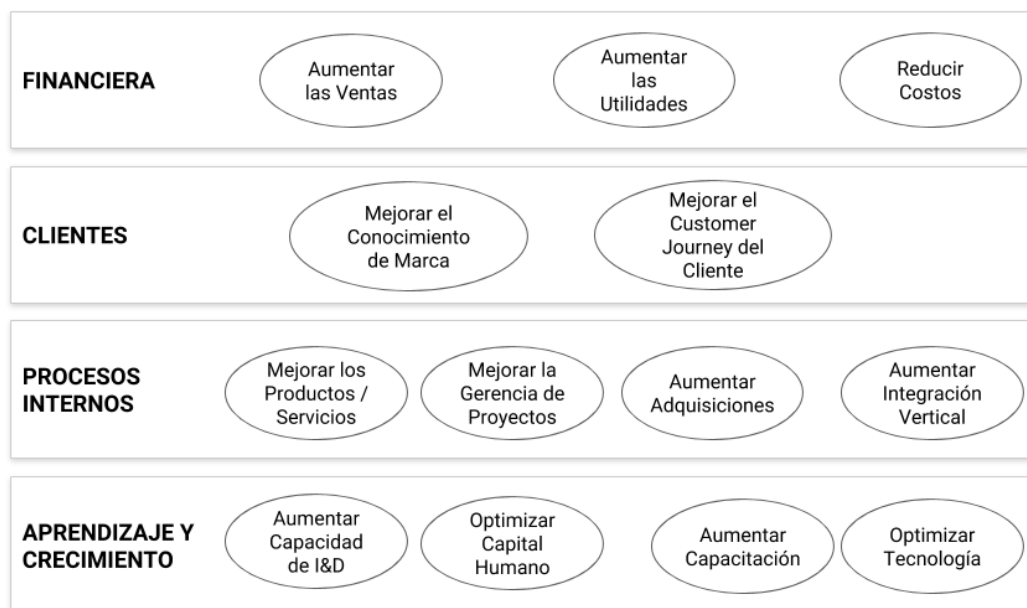 FINANCIERA
Aumentar
las Ventas
Aumentar
las
Utilidades
Reducir
Costos
CLIENTES
Mejorar el
Conocimiento
de Marca
Mejorar el
Customer
Journey del
Cliente
PROCESOS
INTERNOS
Mejorar los
Productos /
Servicios
Mejorar la
Gerencia de
Proyectos
Aumentar
Adquisiciones
Aumentar
Integración
Vertical
APRENDIZAJE Y
CRECIMIENTO
Aumentar
Capacidad
de I&D
Optimizar
Capital
Humano
Aumentar
Capacitación
Optimizar
Tecnología